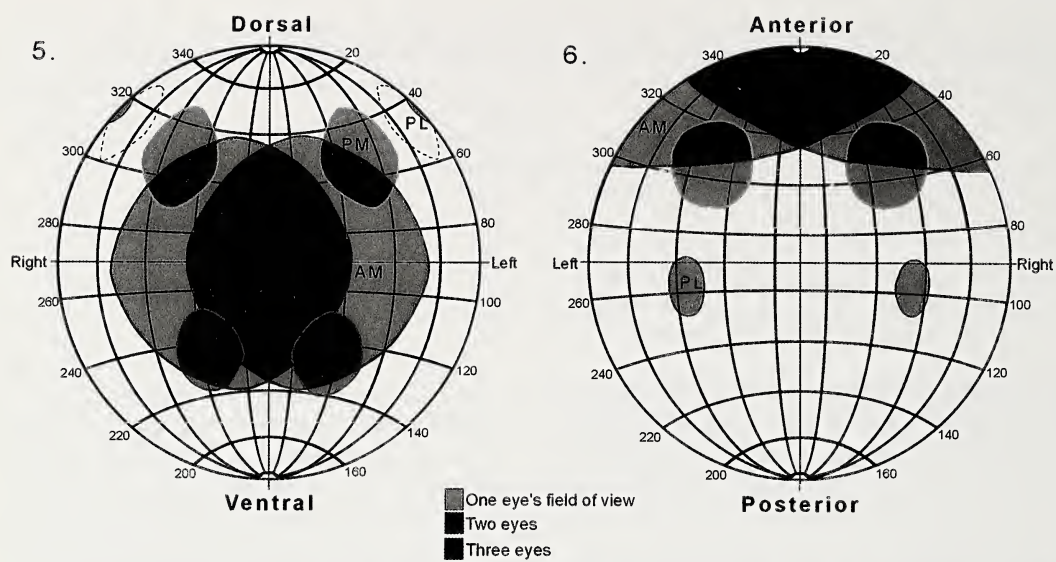 5.
Dorsal
340
20
320
40
PL
PM
300
60
280
80
Right
Left
AM
260
100
240
120
220
140
200
160
Ventral
6.
Anterior
340
20
320
40
AM
300
60
280
80
Left
Right
PL
260
100
240
120
220
140
200
160
Posterior
One eye's field of view
Two eyes
Three eyes